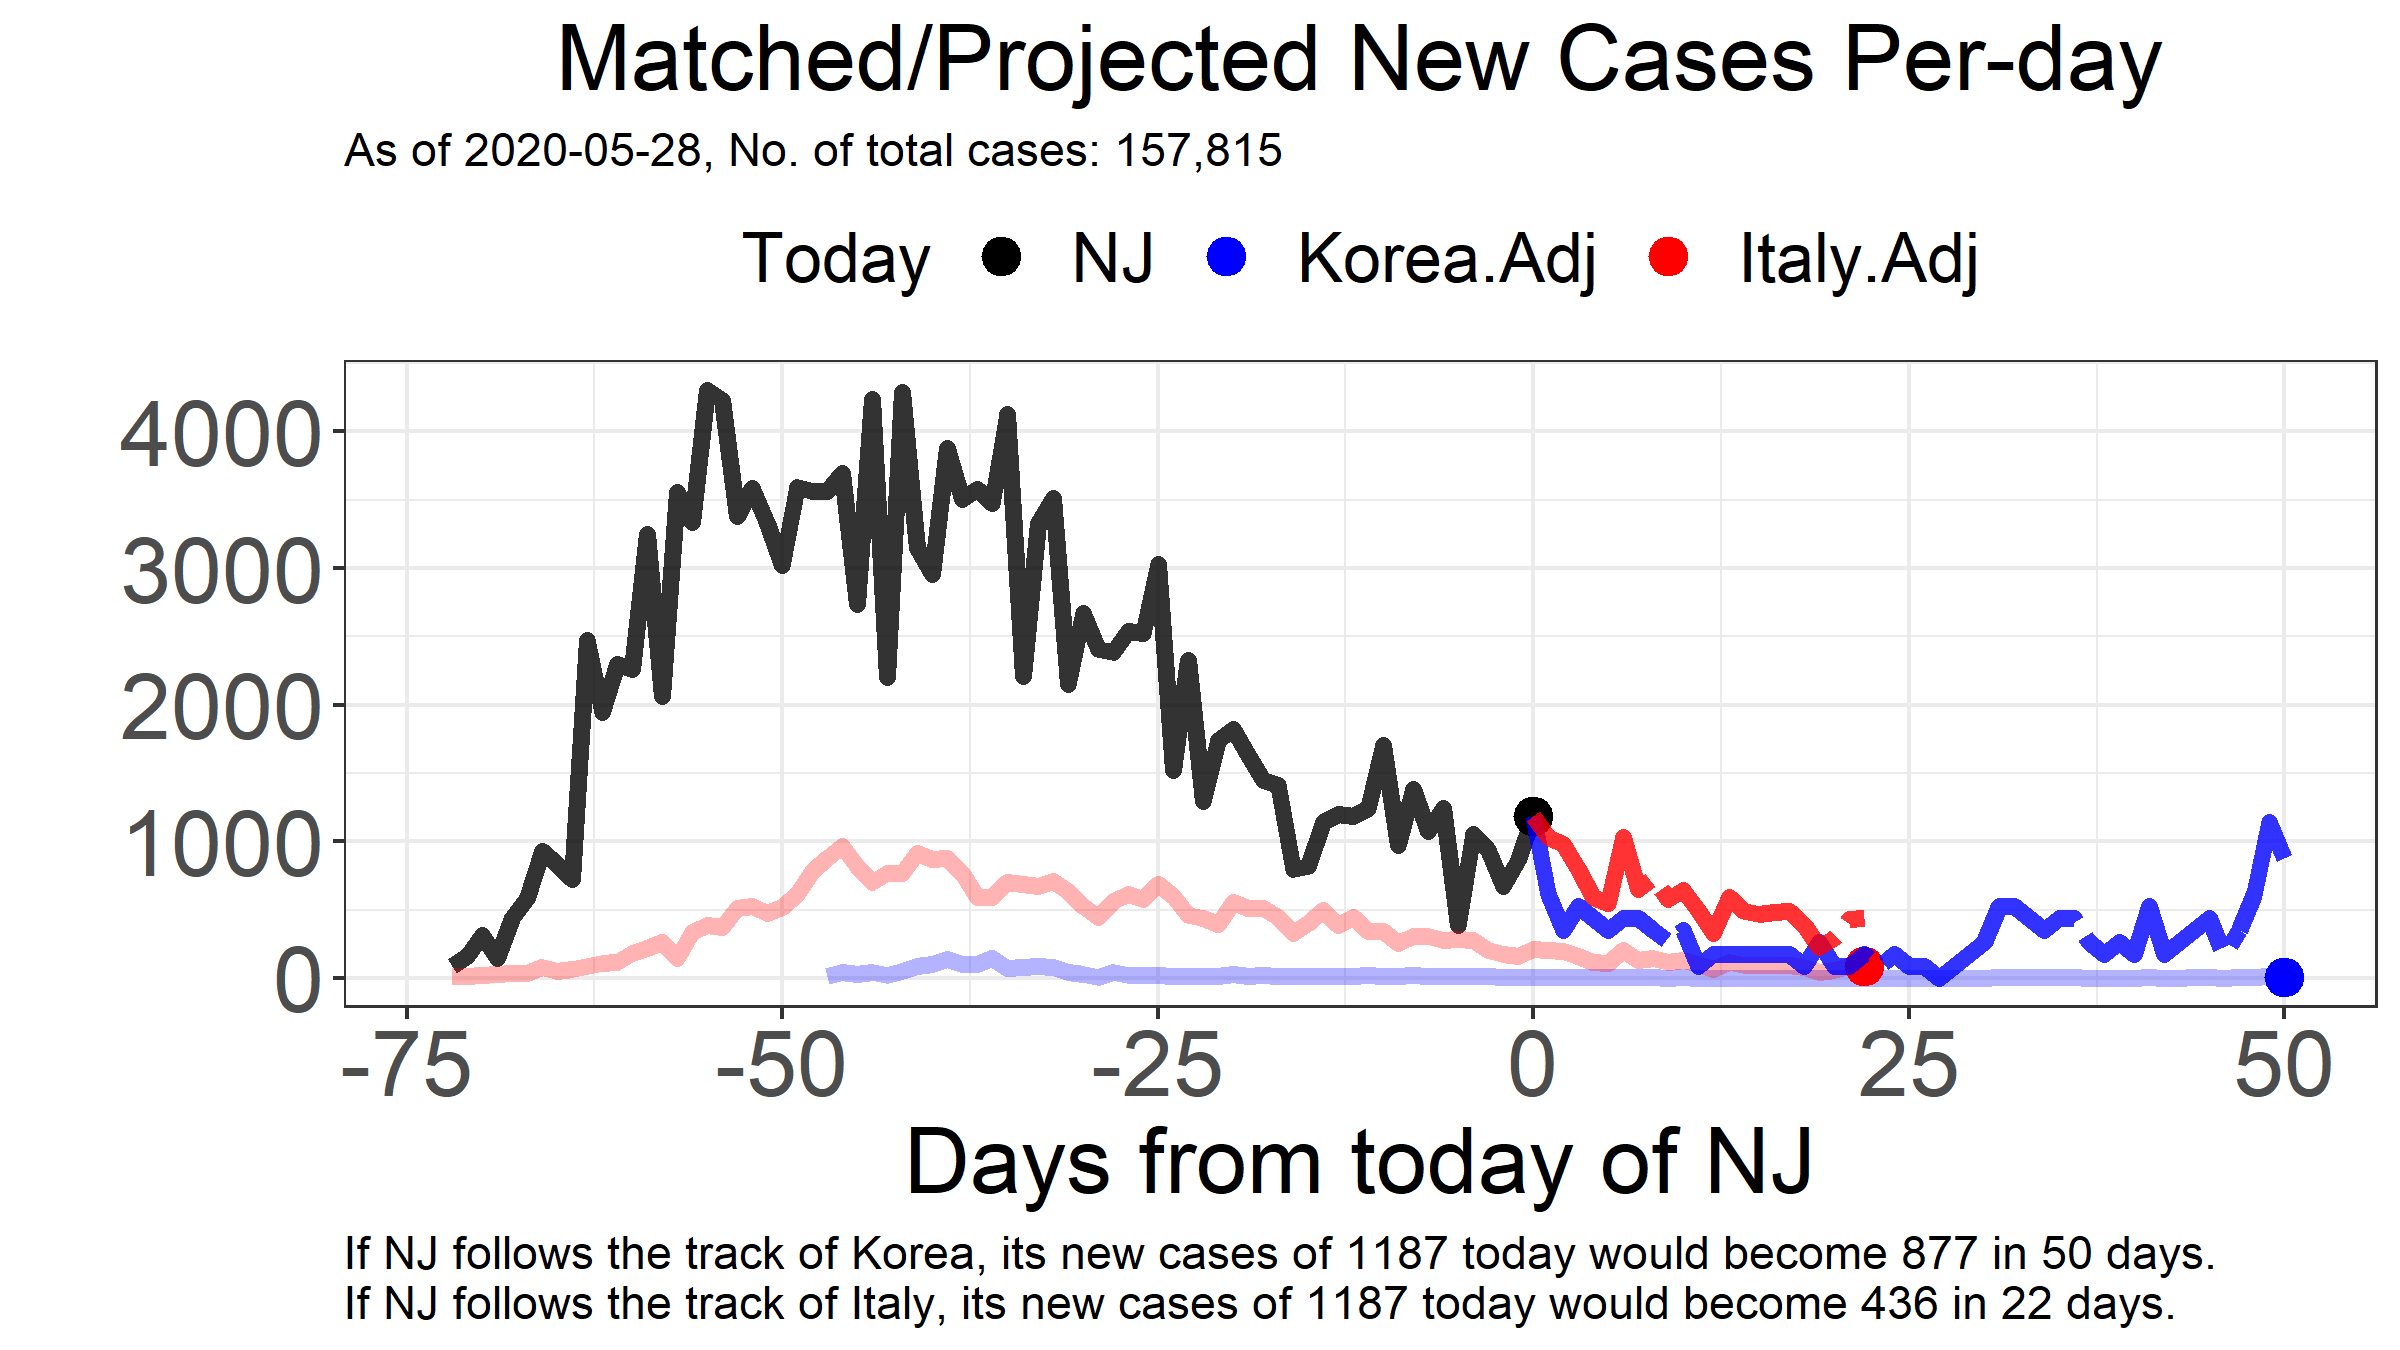 Matched/Projected New Cases Per-day
As of 2020-05-28, No. of total cases: 157,815
Today NJ Korea.Adj Italy.Adj
4000
3000
2000
1000
0
-75 -50 -25 0 25 50
Days from today of NJ
If NJ follows the track of Korea, its new cases of 1187 today would become 877 in 50 days.
If NJ follows the track of Italy, its new cases of 1187 today would become 436 in 22 days.